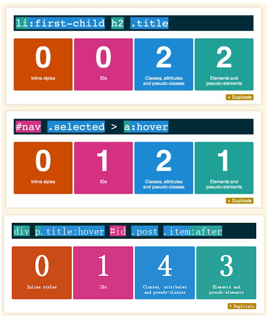 li:first-child h2 .title
0 0 2 2
Inline styles IDs Classes, attributes and pseudo-classes Elements and pseudo-elements
+ Duplicate
#nav .selected > a:hover
0 1 2 1
Inline styles IDs Classes, attributes and pseudo-classes Elements and pseudo-elements
+ Duplicate
div p.title:hover #id .post .item:after
0 1 4 3
Inline styles IDs Classes, attributes and pseudo-classes Elements and pseudo-elements
+ Duplicate